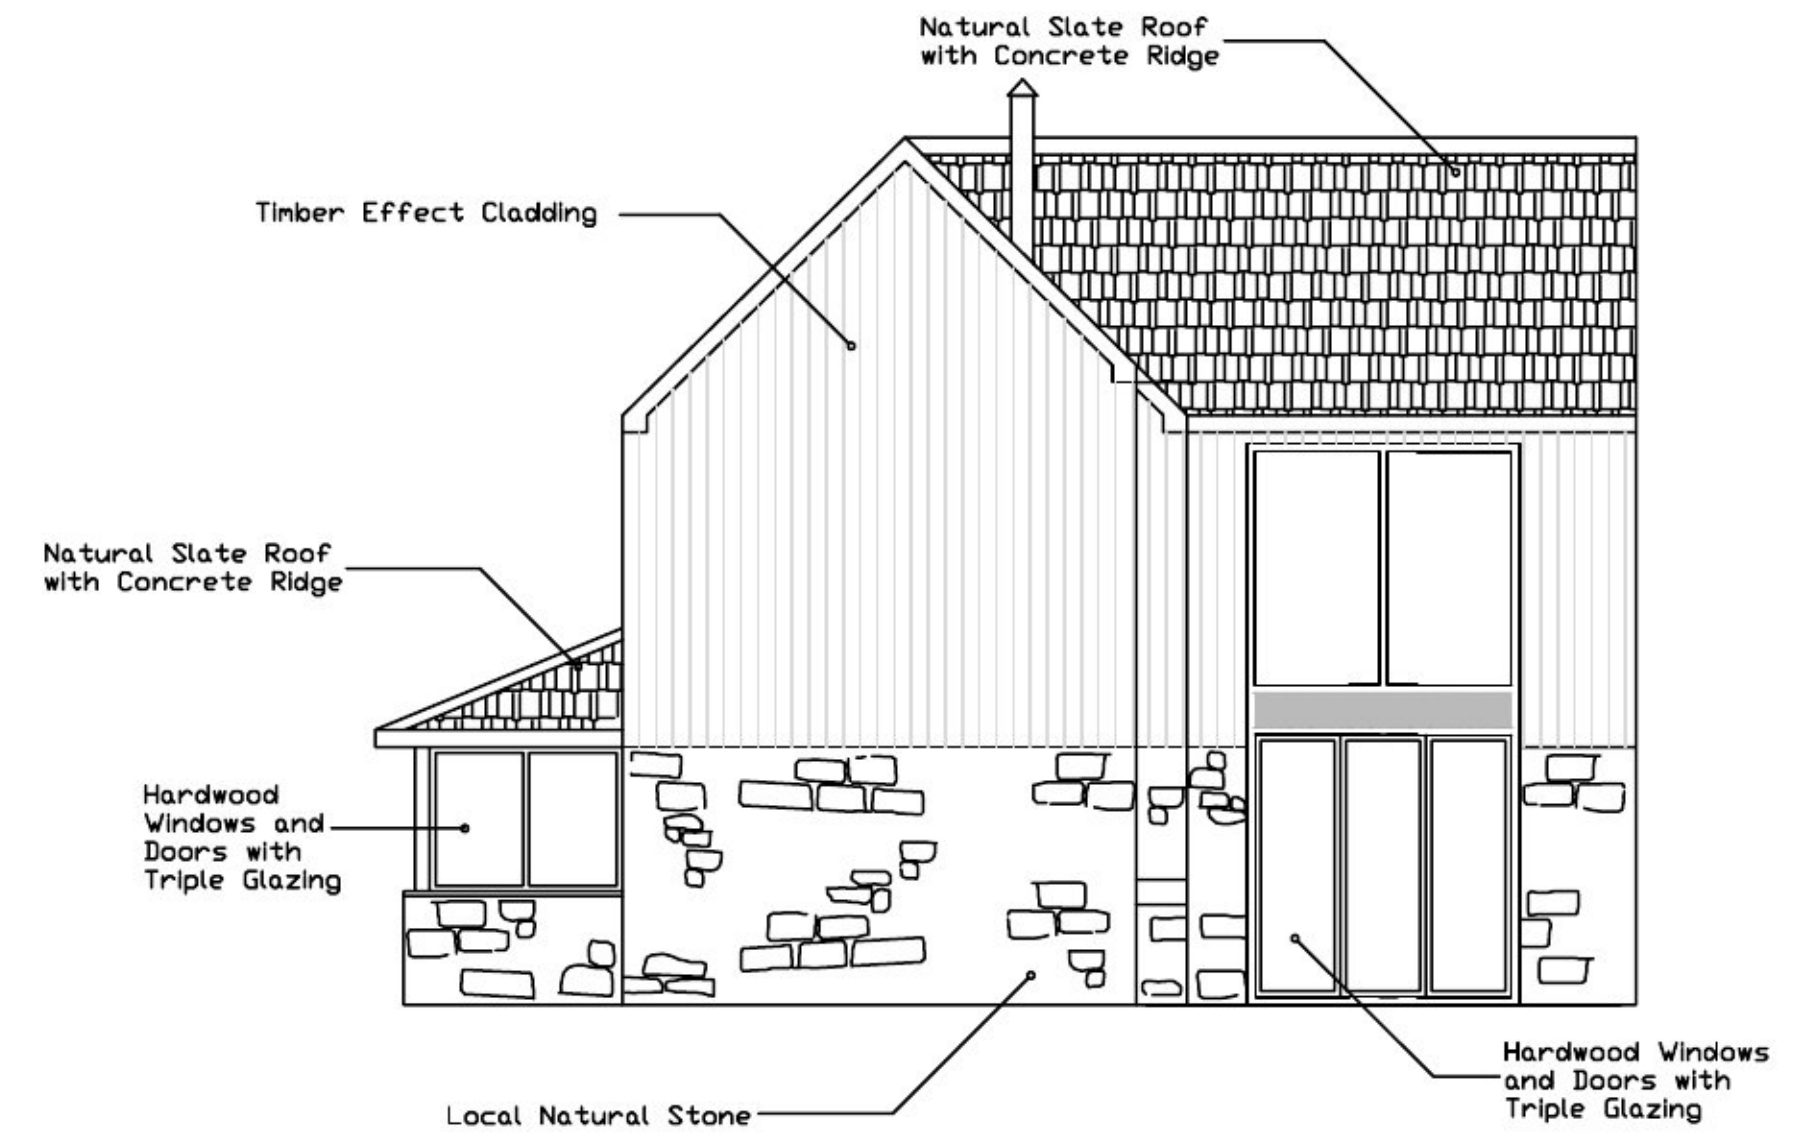 Natural Slate Roof
with Concrete Ridge
Timber Effect Cladding
Natural Slate Roof
with Concrete Ridge
Hardwood
Windows and
Doors with
Triple Glazing
Hardwood Windows
and Doors with
Triple Glazing
Local Natural Stone